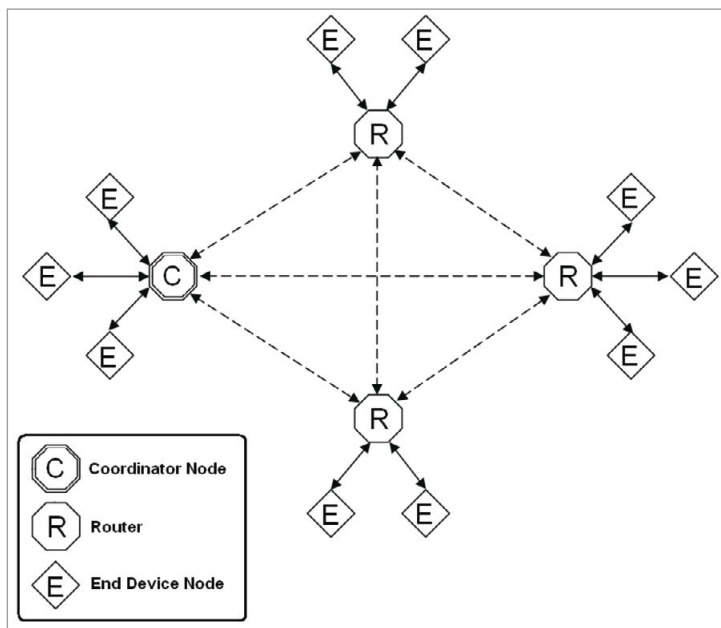 E E
R
E E
E C R E
E E
R
E E
C Coordinator Node
R Router
E End Device Node